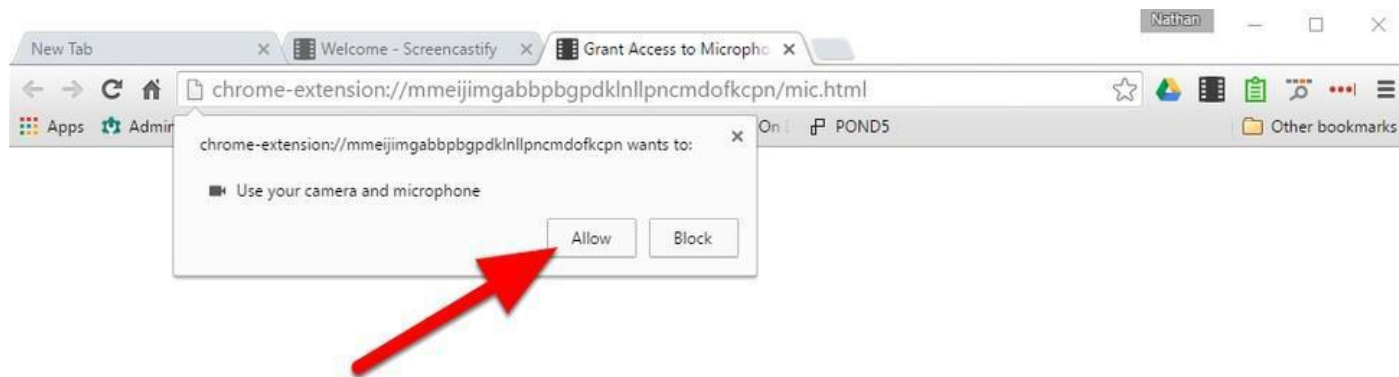 Nathan
New Tab
Welcome - Screencastify
Grant Access to Micropho
chrome-extension://mmeijimgabbpbgpdklnllpncmdofkcpn/mic.html
Apps
Admin
On
POND5
Other bookmarks
chrome-extension://mmeijimgabbpbgpdklnllpncmdofkcpn wants to:
Use your camera and microphone
Allow
Block